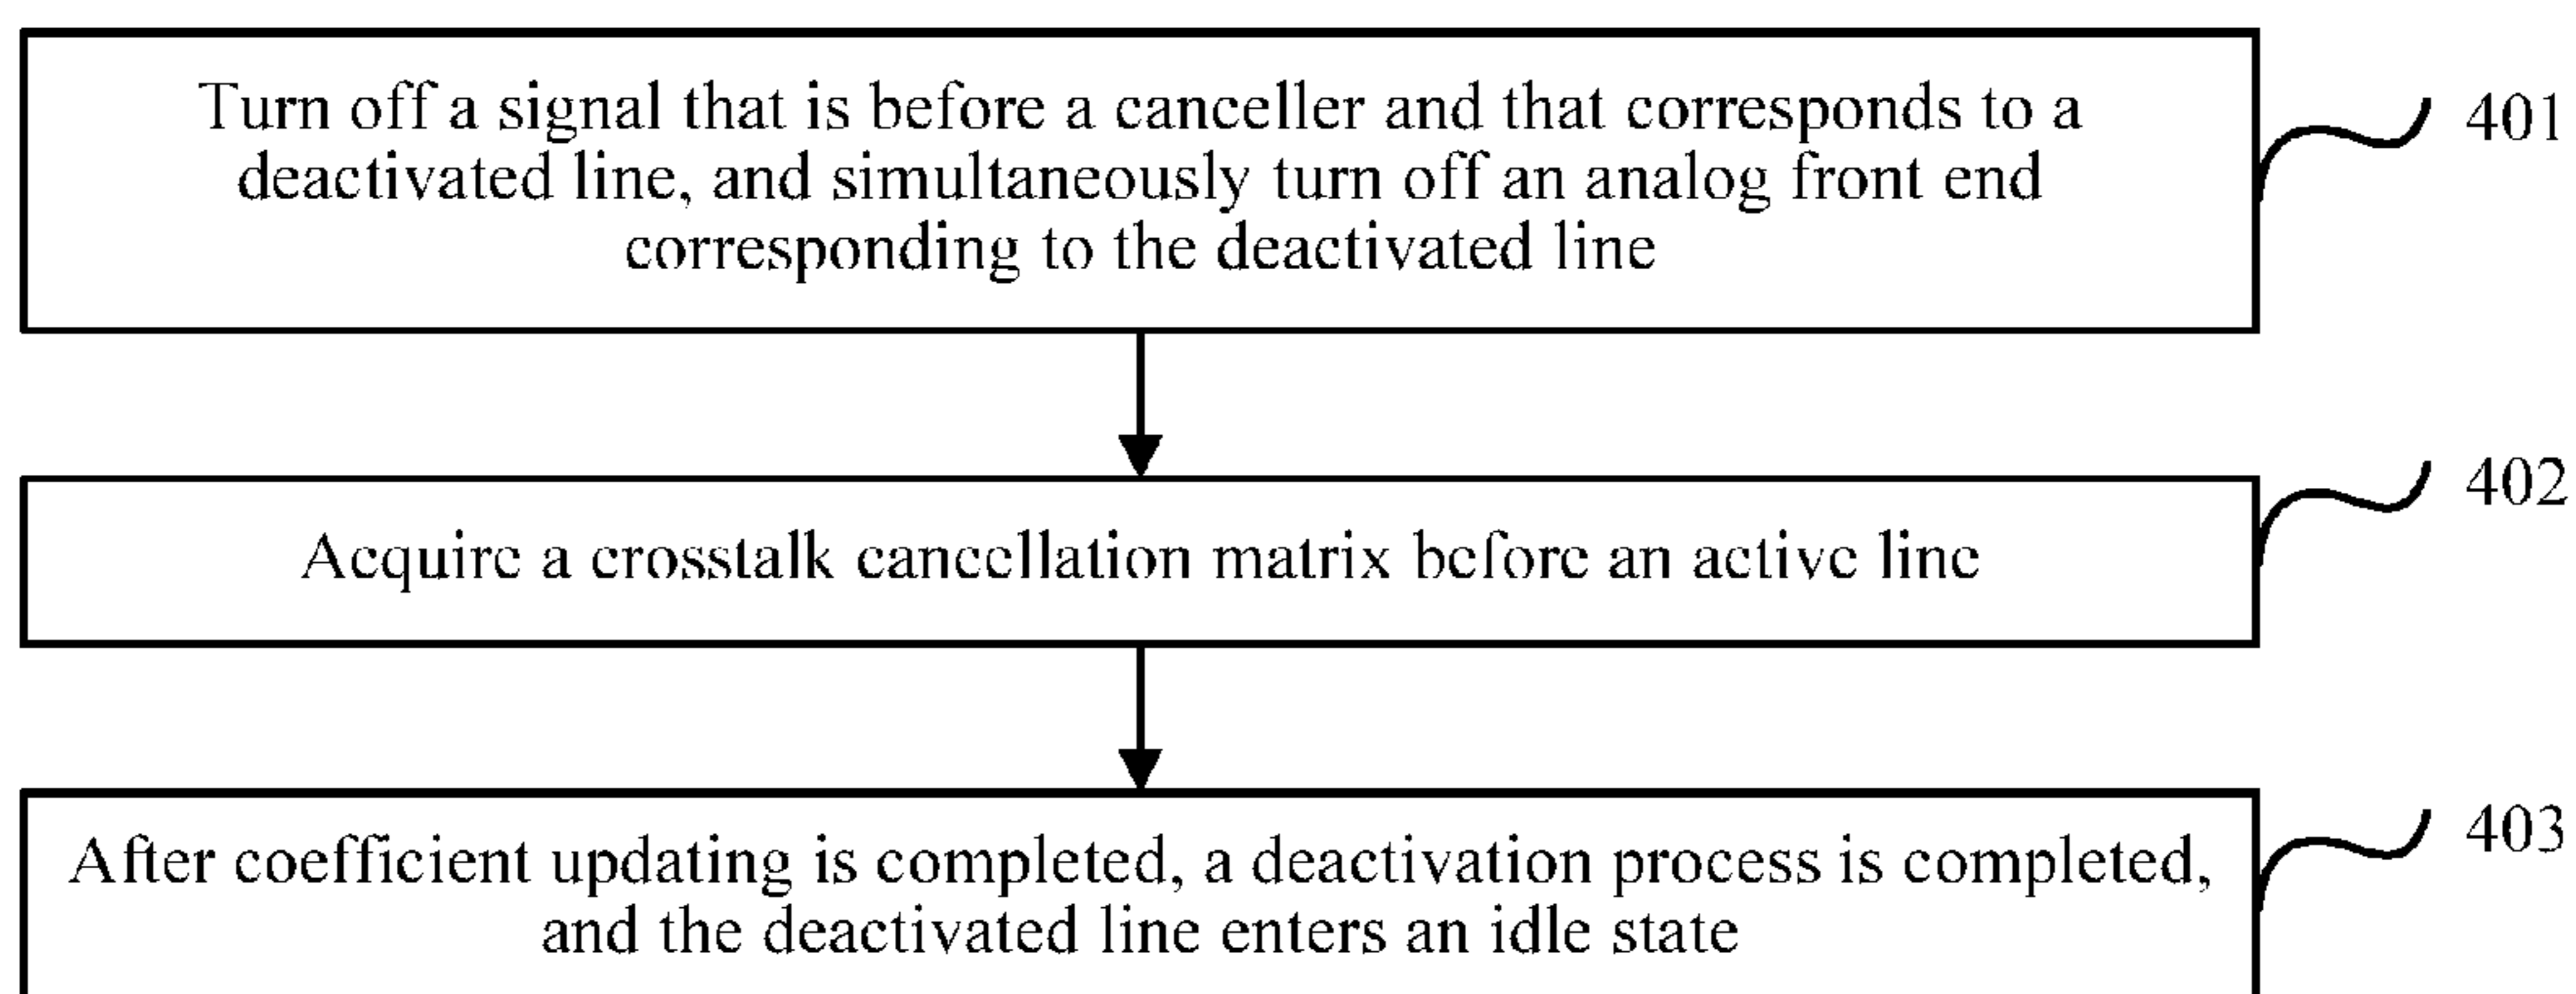 Turn off a signal that is before a canceller and that corresponds to a
deactivated line, and simultaneously turn off an analog front end
corresponding to the deactivated line
401
Acquire a crosstalk cancellation matrix before an active line
402
After coefficient updating is completed, a deactivation process is completed,
and the deactivated line enters an idle state
403